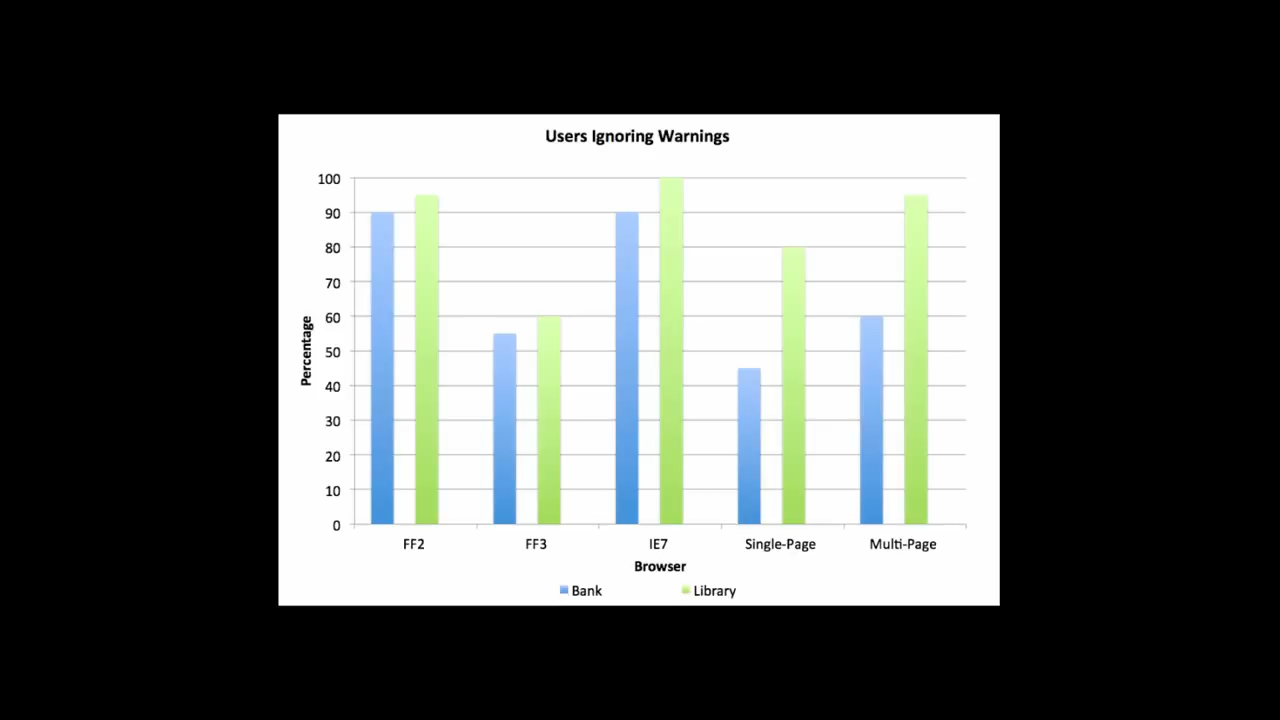 Users Ignoring Warnings
100
90
80
70
60
50
40
30
20
10
0
Percentage
FF2 FF3 IE7 Single-Page Multi-Page
Browser
Bank Library